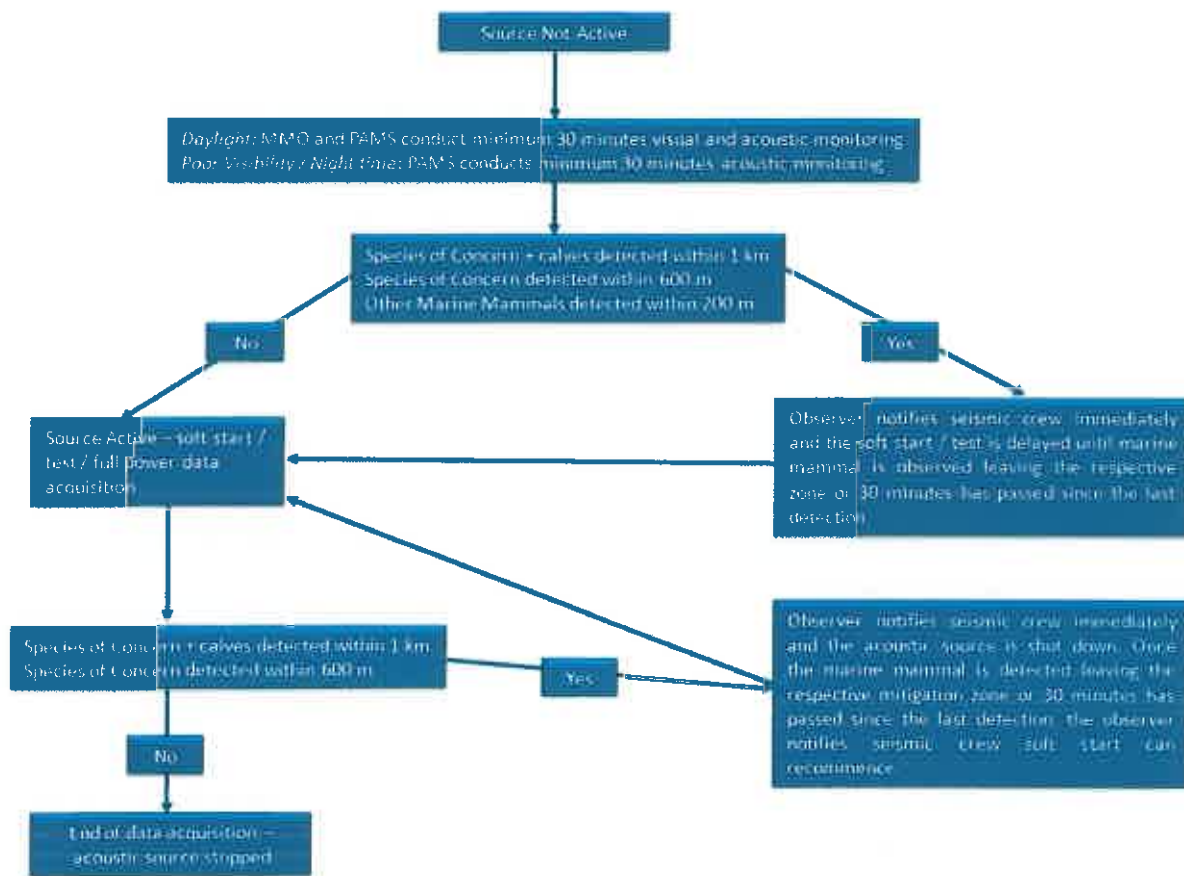 Source Not Active
Daylight: MMO and PAMS conduct minimum 30 minutes visual and acoustic monitoring
Poor Visibility / Night time: PAMS conducts minimum 30 minutes acoustic monitoring
Species of Concern + calves detected within 1 km
Species of Concern detected within 600 m
Other Marine Mammals detected within 200 m
No
Yes
Source Active – soft start /
test / full power data
acquisition
Observer notifies seismic crew immediately
and the soft start / test is delayed until marine
mammal is observed leaving the respective
zone or 30 minutes has passed since the last
detection
Species of Concern + calves detected within 1 km
Species of Concern detected within 600 m
Yes
Observer notifies seismic crew immediately
and the acoustic source is shut down. Once
the marine mammal is detected leaving the
respective mitigation zone or 30 minutes has
passed since the last detection, the observer
notifies seismic crew soft start can
recommence
No
End of data acquisition –
acoustic source stopped